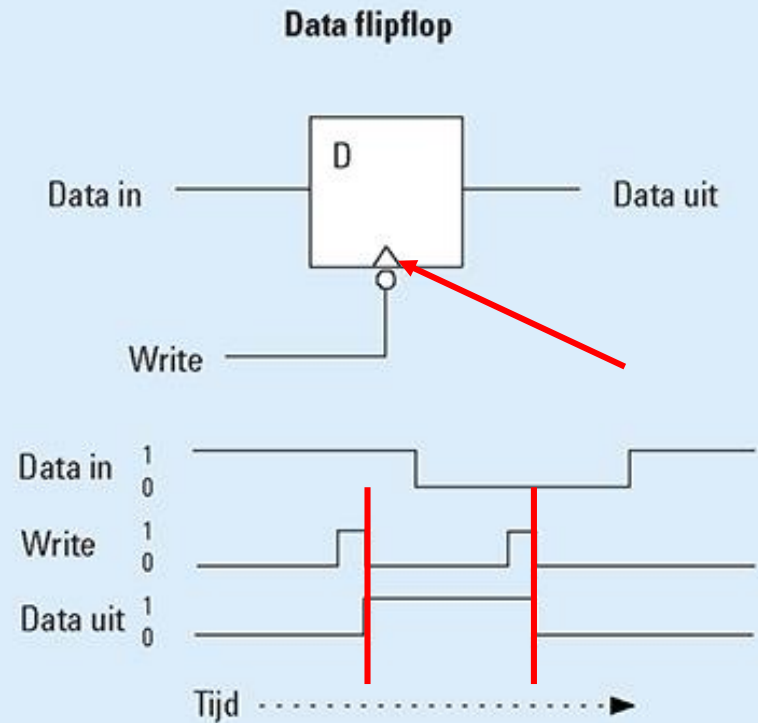 Data flipflop
D
Data in
Data uit
Write
Data in 1
0
Write 1
0
Data uit 1
0
Tijd